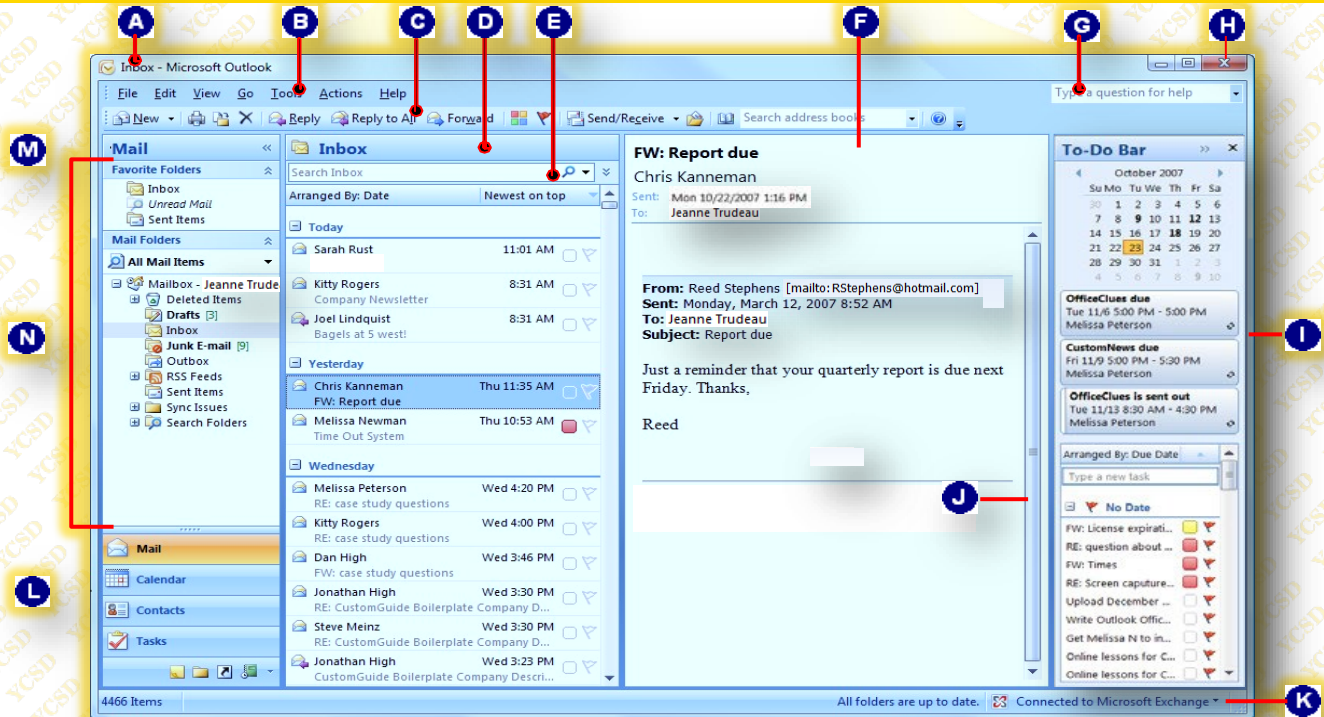 A
B
C
D
E
F
G
H
Inbox - Microsoft Outlook
File Edit View Go Tools Actions Help
Type a question for help
New Reply Reply to All Forward Send/Receive Search address books
M
Mail
Favorite Folders
Inbox
Unread Mail
Sent Items
Mail Folders
All Mail Items
Mailbox - Jeanne Trude
Deleted Items
Drafts [3]
Inbox
Junk E-mail [9]
Outbox
RSS Feeds
Sent Items
Sync Issues
Search Folders
N
Mail
Calendar
Contacts
Tasks
L
Inbox
Search Inbox
Arranged By: Date Newest on top
Today
Sarah Rust 11:01 AM
Kitty Rogers 8:31 AM
Company Newsletter
Joel Lindquist 8:31 AM
Bagels at 5 west!
Yesterday
Chris Kanneman Thu 11:35 AM
FW: Report due
Melissa Newman Thu 10:53 AM
Time Out System
Wednesday
Melissa Peterson Wed 4:20 PM
RE: case study questions
Kitty Rogers Wed 4:00 PM
RE: case study questions
Dan High Wed 3:46 PM
FW: case study questions
Jonathan High Wed 3:30 PM
RE: CustomGuide Boilerplate Company D...
Steve Meinz Wed 3:30 PM
RE: CustomGuide Boilerplate Company D...
Jonathan High Wed 3:23 PM
CustomGuide Boilerplate Company Descri...
FW: Report due
Chris Kanneman
Sent: Mon 10/22/2007 1:16 PM
To: Jeanne Trudeau
From: Reed Stephens [mailto:RStephens@hotmail.com]
Sent: Monday, March 12, 2007 8:52 AM
To: Jeanne Trudeau
Subject: Report due
Just a reminder that your quarterly report is due next
Friday. Thanks,
Reed
J
To-Do Bar
October 2007
Su Mo Tu We Th Fr Sa
30 1 2 3 4 5 6
7 8 9 10 11 12 13
14 15 16 17 18 19 20
21 22 23 24 25 26 27
28 29 30 31 1 2 3
4 5 6 7 8 9 10
OfficeClues due
Tue 11/6 5:00 PM - 5:00 PM
Melissa Peterson
CustomNews due
Fri 11/9 5:00 PM - 5:30 PM
Melissa Peterson
OfficeClues is sent out
Tue 11/13 8:30 AM - 4:30 PM
Melissa Peterson
I
Arranged By: Due Date
Type a new task
No Date
FW: License expirati...
RE: question about ...
FW: Times
RE: Screen caputure...
Upload December ...
Write Outlook Offic...
Get Melissa N to in...
Online lessons for C...
Online lessons for C...
4466 Items
All folders are up to date. Connected to Microsoft Exchange
K
YCSD